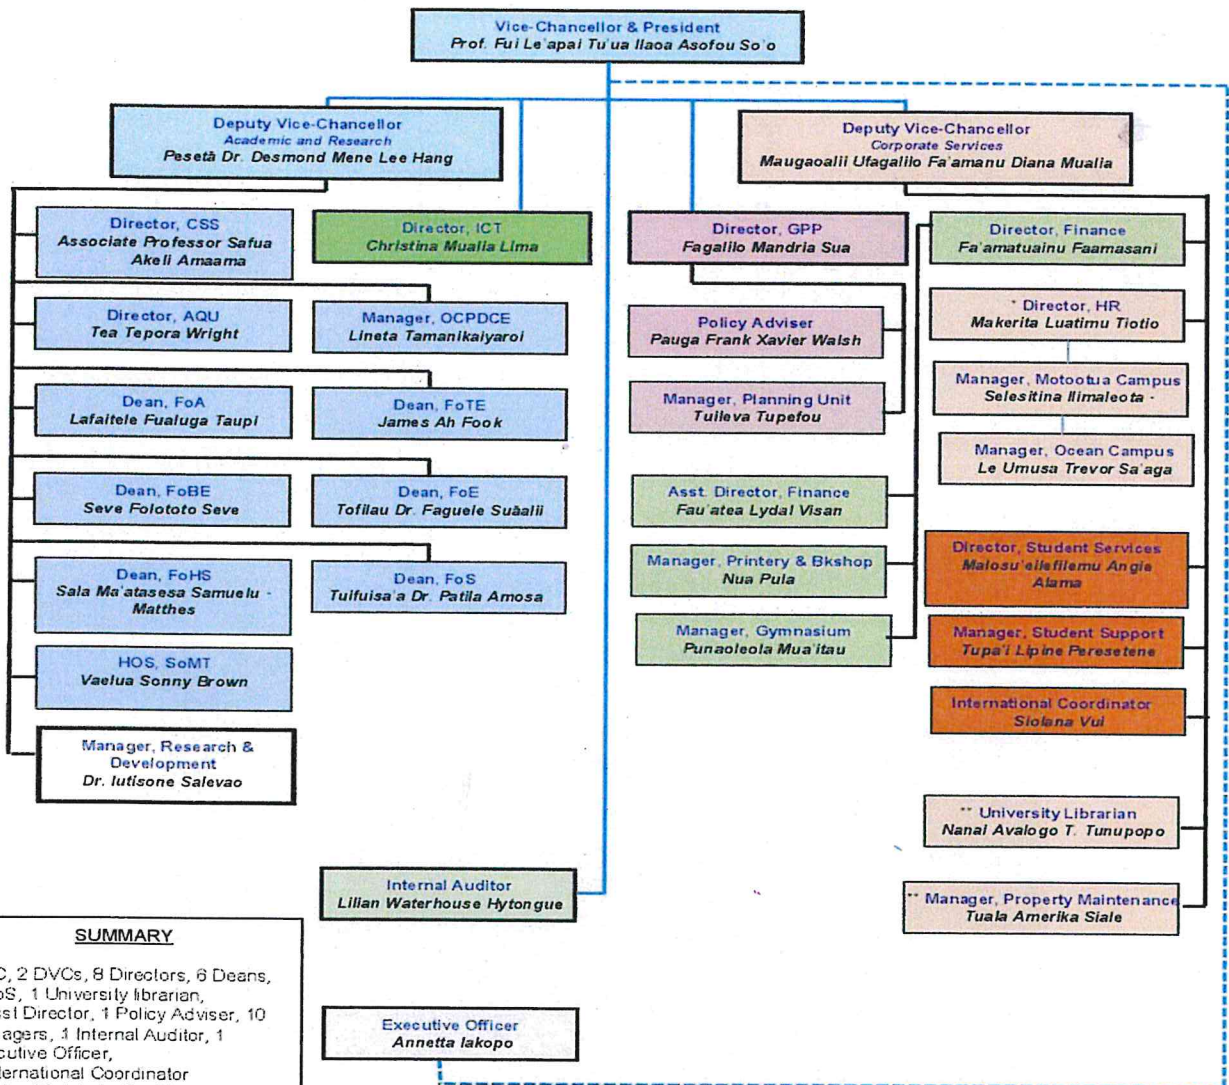 Vice-Chancellor & President
Prof. Fui Le'apai Tu'ua Ilaoa Asofou So'o
Deputy Vice-Chancellor
Academic and Research
Pesetā Dr. Desmond Mene Lee Hang
Deputy Vice-Chancellor
Corporate Services
Maugaoalii Ufagalilo Fa'amanu Diana Mualia
Director, CSS
Associate Professor Safua
Akeli Amaama
Director, ICT
Christina Mualia Lima
Director, AQU
Tea Tepora Wright
Manager, OCPDCE
Lineta Tamanikaiyaroi
Dean, FoA
Lafaitele Fualuga Taupi
Dean, FoTE
James Ah Fook
Dean, FoBE
Seve Folototo Seve
Dean, FoE
Tofilau Dr. Faguele Suāalii
Dean, FoHS
Sala Ma'atasesa Samuelu -
Matthes
Dean, FoS
Tuifuisa'a Dr. Patila Amosa
HOS, SoMT
Vaelua Sonny Brown
Manager, Research &
Development
Dr. Iutisone Salevao
Director, GPP
Fagalilo Mandria Sua
Policy Adviser
Pauga Frank Xavier Walsh
Manager, Planning Unit
Tuileva Tupefou
Asst. Director, Finance
Fau'atea Lydal Visan
Manager, Printery & Bkshop
Nua Pula
Manager, Gymnasium
Punaoleola Mua'itau
Director, Finance
Fa'amatuainu Faamasani
* Director, HR
Makerita Luatimu Tiotio
Manager, Motootua Campus
Selesitina Ilimaleota -
Manager, Ocean Campus
Le Umusa Trevor Sa'aga
Director, Student Services
Malosu'eilefilemu Angie
Alama
Manager, Student Support
Tupa'i Lipine Peresetene
International Coordinator
Siolana Vui
** University Librarian
Nanai Avalogo T. Tunupopo
** Manager, Property Maintenance
Tuala Amerika Siale
Internal Auditor
Lilian Waterhouse Hytongue
Executive Officer
Annetta Iakopo
SUMMARY
C, 2 DVCs, 8 Directors, 6 Deans,
oS, 1 University librarian,
sst Director, 1 Policy Adviser, 10
agers, 1 Internal Auditor, 1
cutive Officer,
ternational Coordinator